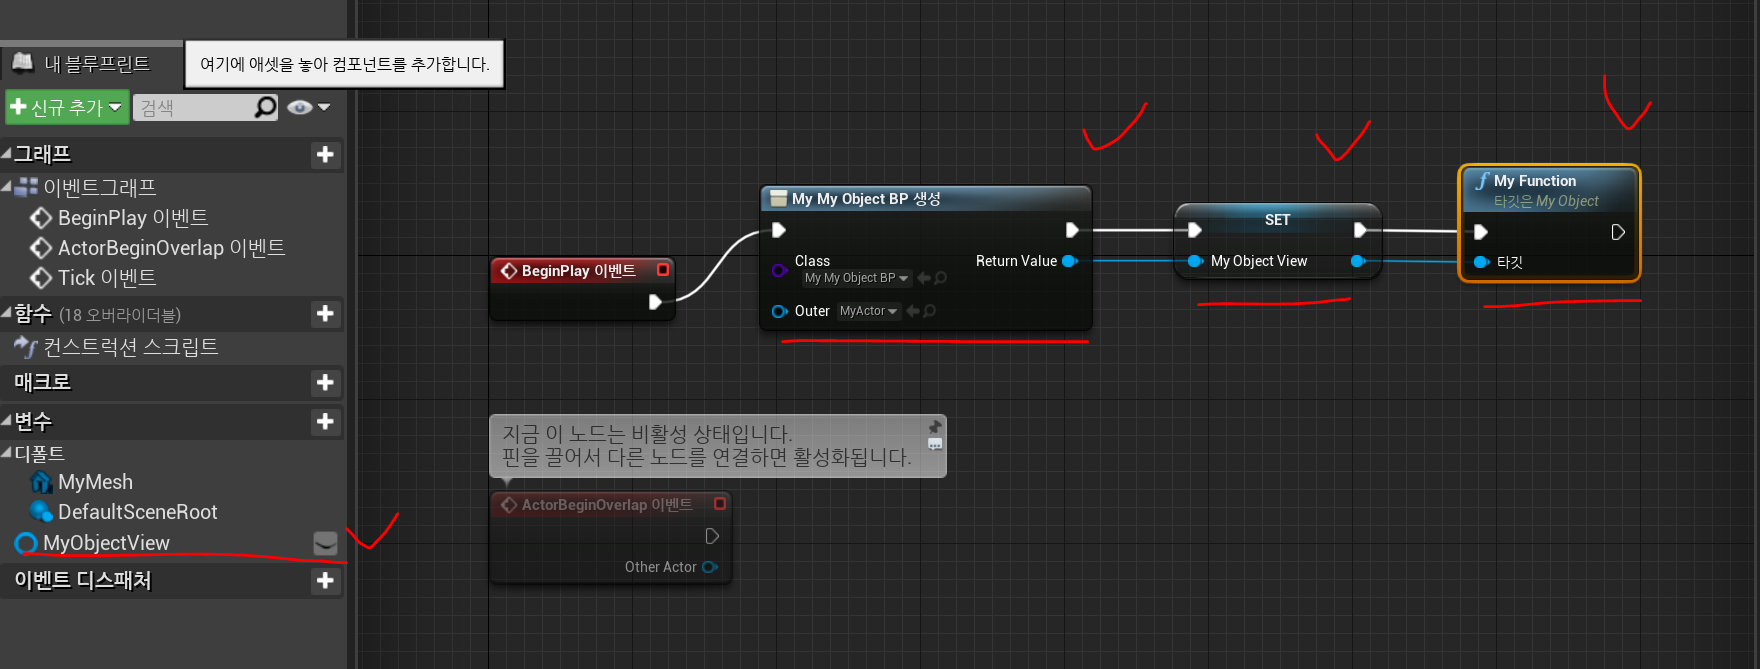 여기에 애셋을 놓아 컴포넌트를 추가합니다.
내 블루프린트
신규 추가
검색
그래프
이벤트그래프
BeginPlay 이벤트
ActorBeginOverlap 이벤트
Tick 이벤트
함수 (18 오버라이더블)
컨스트럭션 스크립트
매크로
변수
디폴트
MyMesh
DefaultSceneRoot
MyObjectView
이벤트 디스패처
BeginPlay 이벤트
My My Object BP 생성
Class
My My Object BP
Return Value
Outer MyActor
SET
My Object View
My Function
타깃은 My Object
타깃
지금 이 노드는 비활성 상태입니다.
핀을 끌어서 다른 노드를 연결하면 활성화됩니다.
ActorBeginOverlap 이벤트
Other Actor